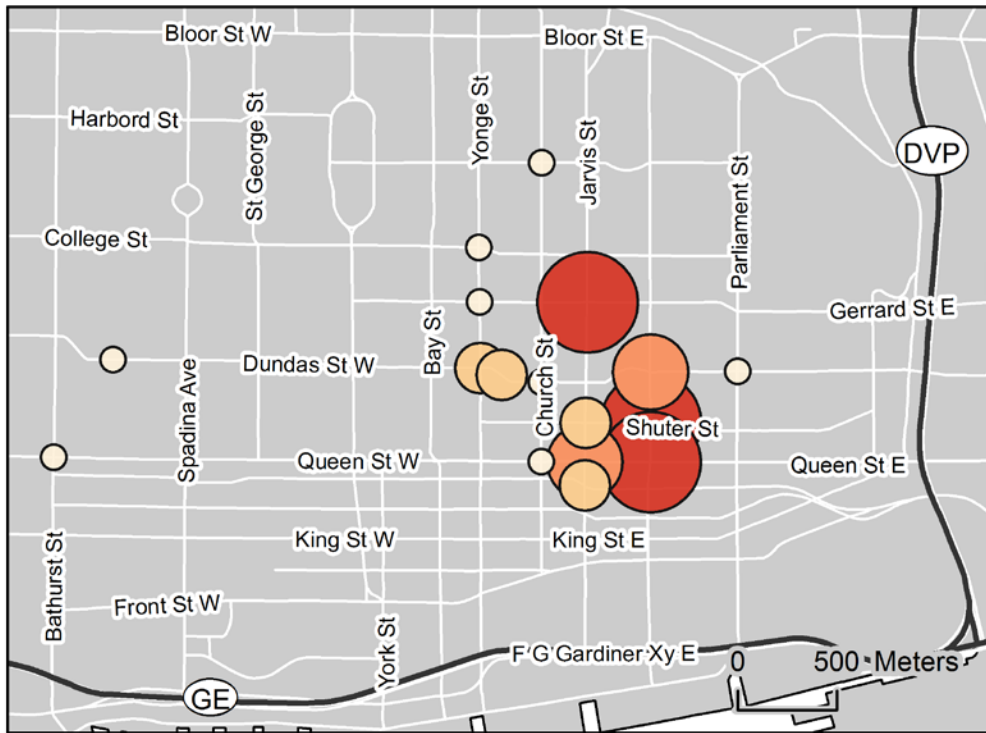 Bloor St W
Bloor St E
Harbord St
St George St
Yonge St
Jarvis St
DVP
Parliament St
College St
Gerrard St E
Bay St
Dundas St W
Church St
Spadina Ave
Shuter St
Queen St W
Queen St E
King St W
King St E
Bathurst St
Front St W
York St
F G Gardiner Xy E
0 500 Meters
GE